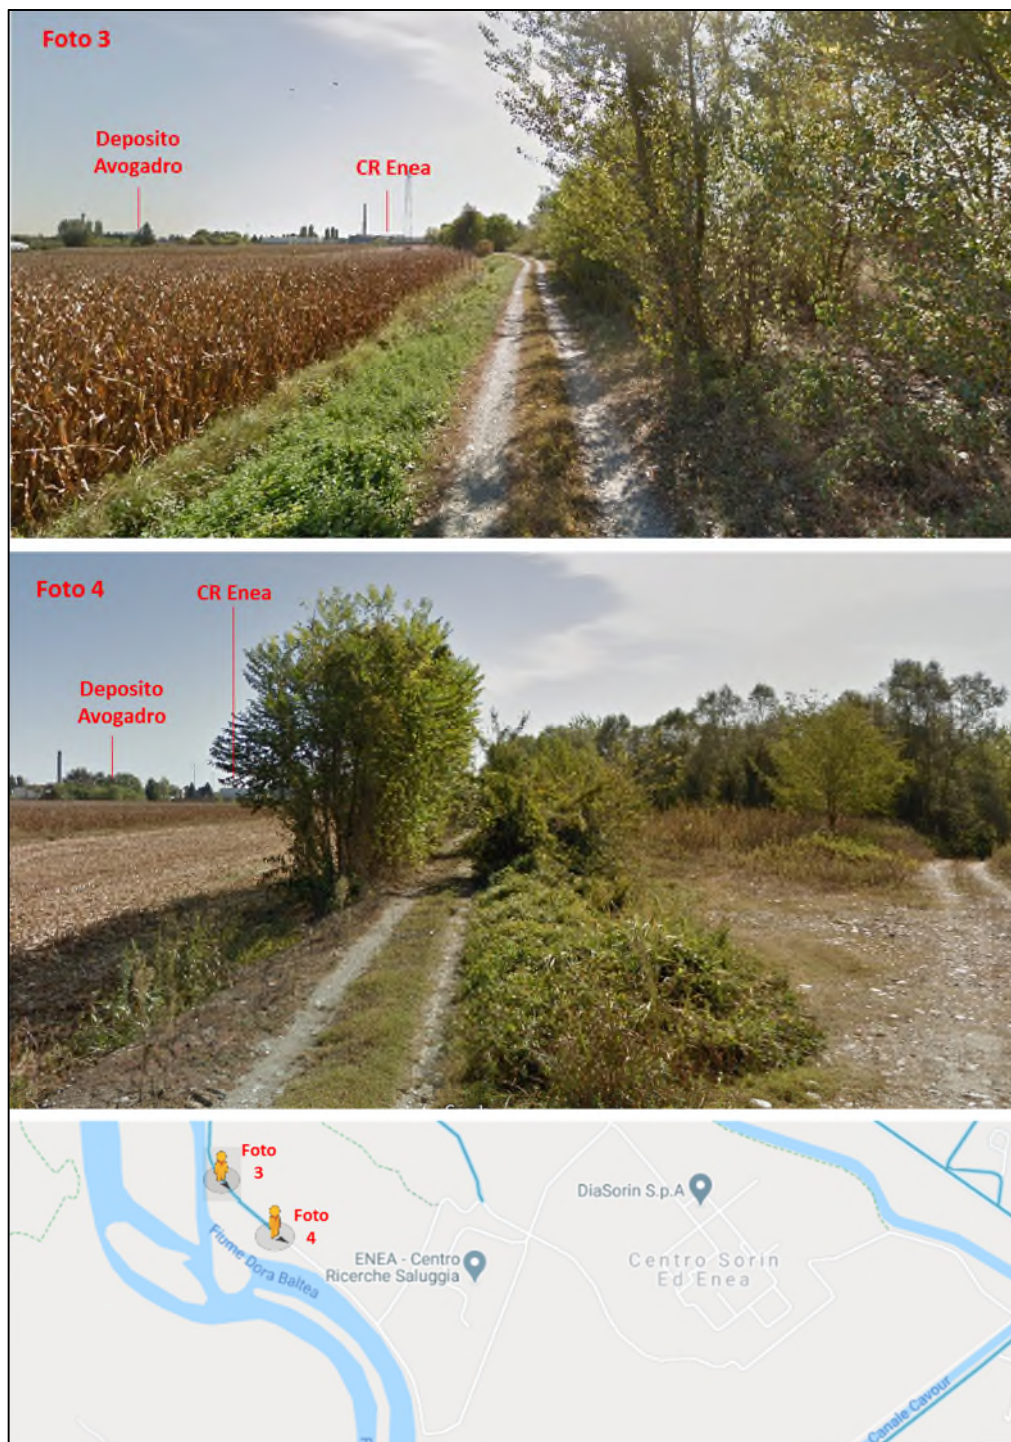 Foto 3
Deposito
Avogadro
CR Enea
Foto 4
CR Enea
Deposito
Avogadro
Foto
3
Foto
4
Fiume Dora Baltea
DiaSorin S.p.A
ENEA - Centro
Ricerche Saluggia
Centro Sorin
Ed Enea
Canale Cavour